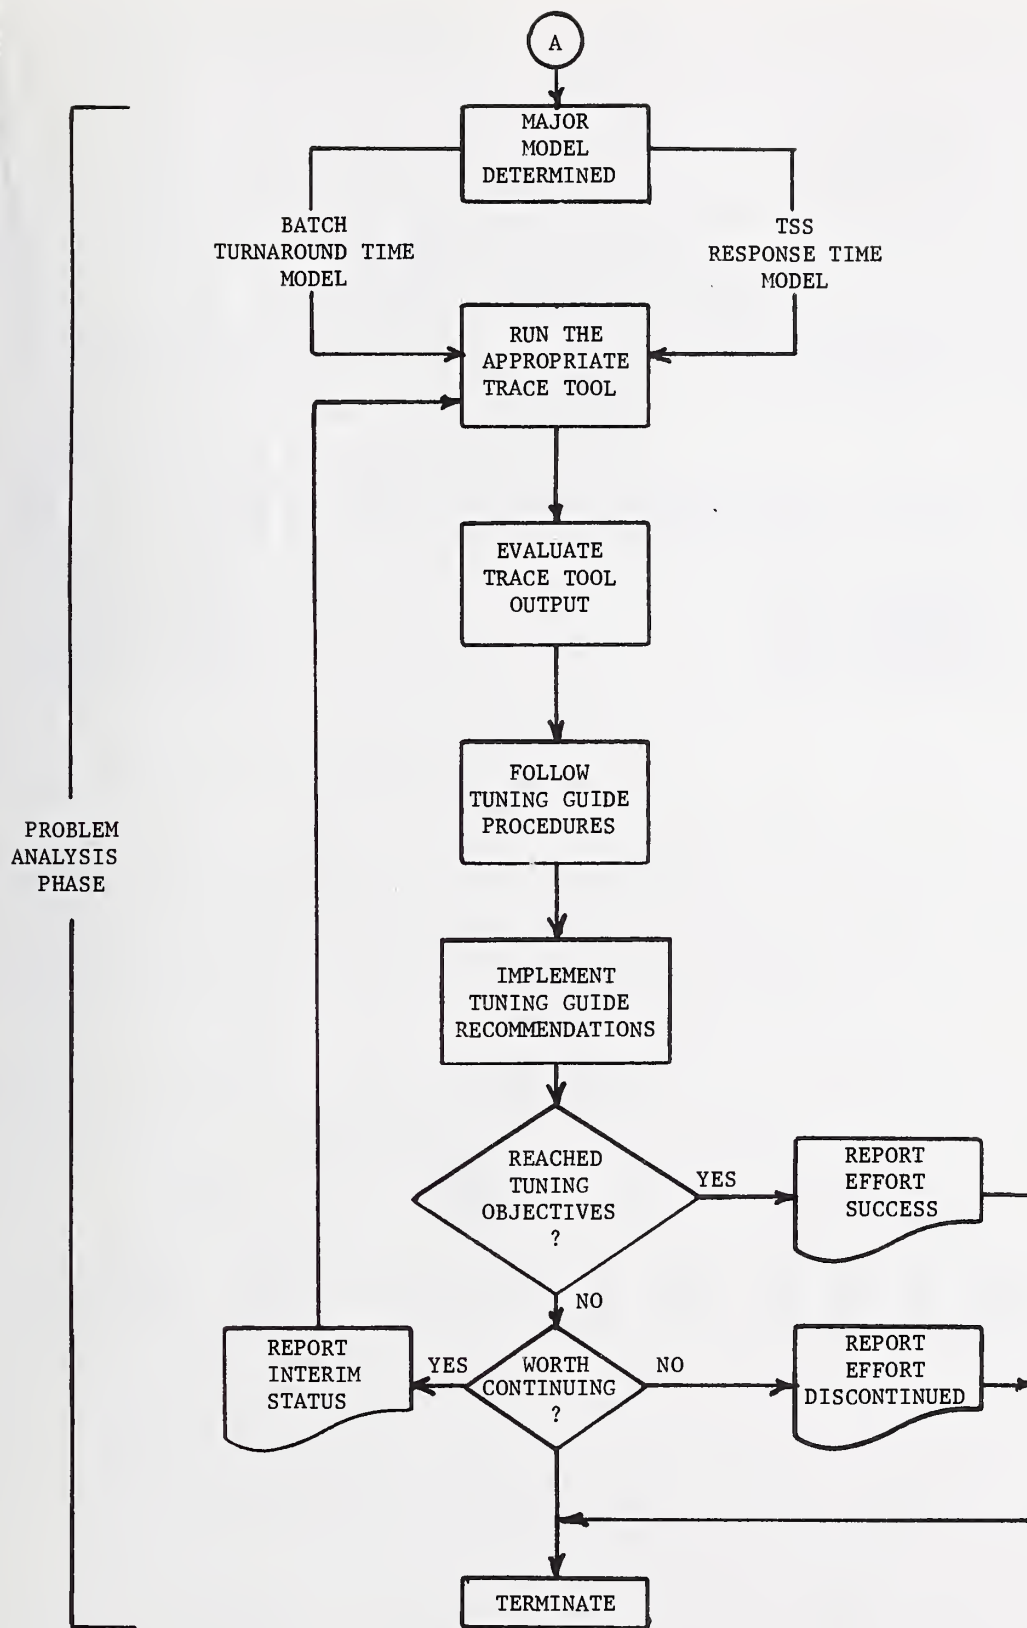 A
MAJOR
MODEL
DETERMINED
BATCH
TURNAROUND TIME
MODEL
TSS
RESPONSE TIME
MODEL
RUN THE
APPROPRIATE
TRACE TOOL
EVALUATE
TRACE TOOL
OUTPUT
FOLLOW
TUNING GUIDE
PROCEDURES
PROBLEM
ANALYSIS
PHASE
IMPLEMENT
TUNING GUIDE
RECOMMENDATIONS
REACHED
TUNING
OBJECTIVES
?
YES
REPORT
EFFORT
SUCCESS
NO
REPORT
INTERIM
STATUS
YES
WORTH
CONTINUING
?
NO
REPORT
EFFORT
DISCONTINUED
TERMINATE